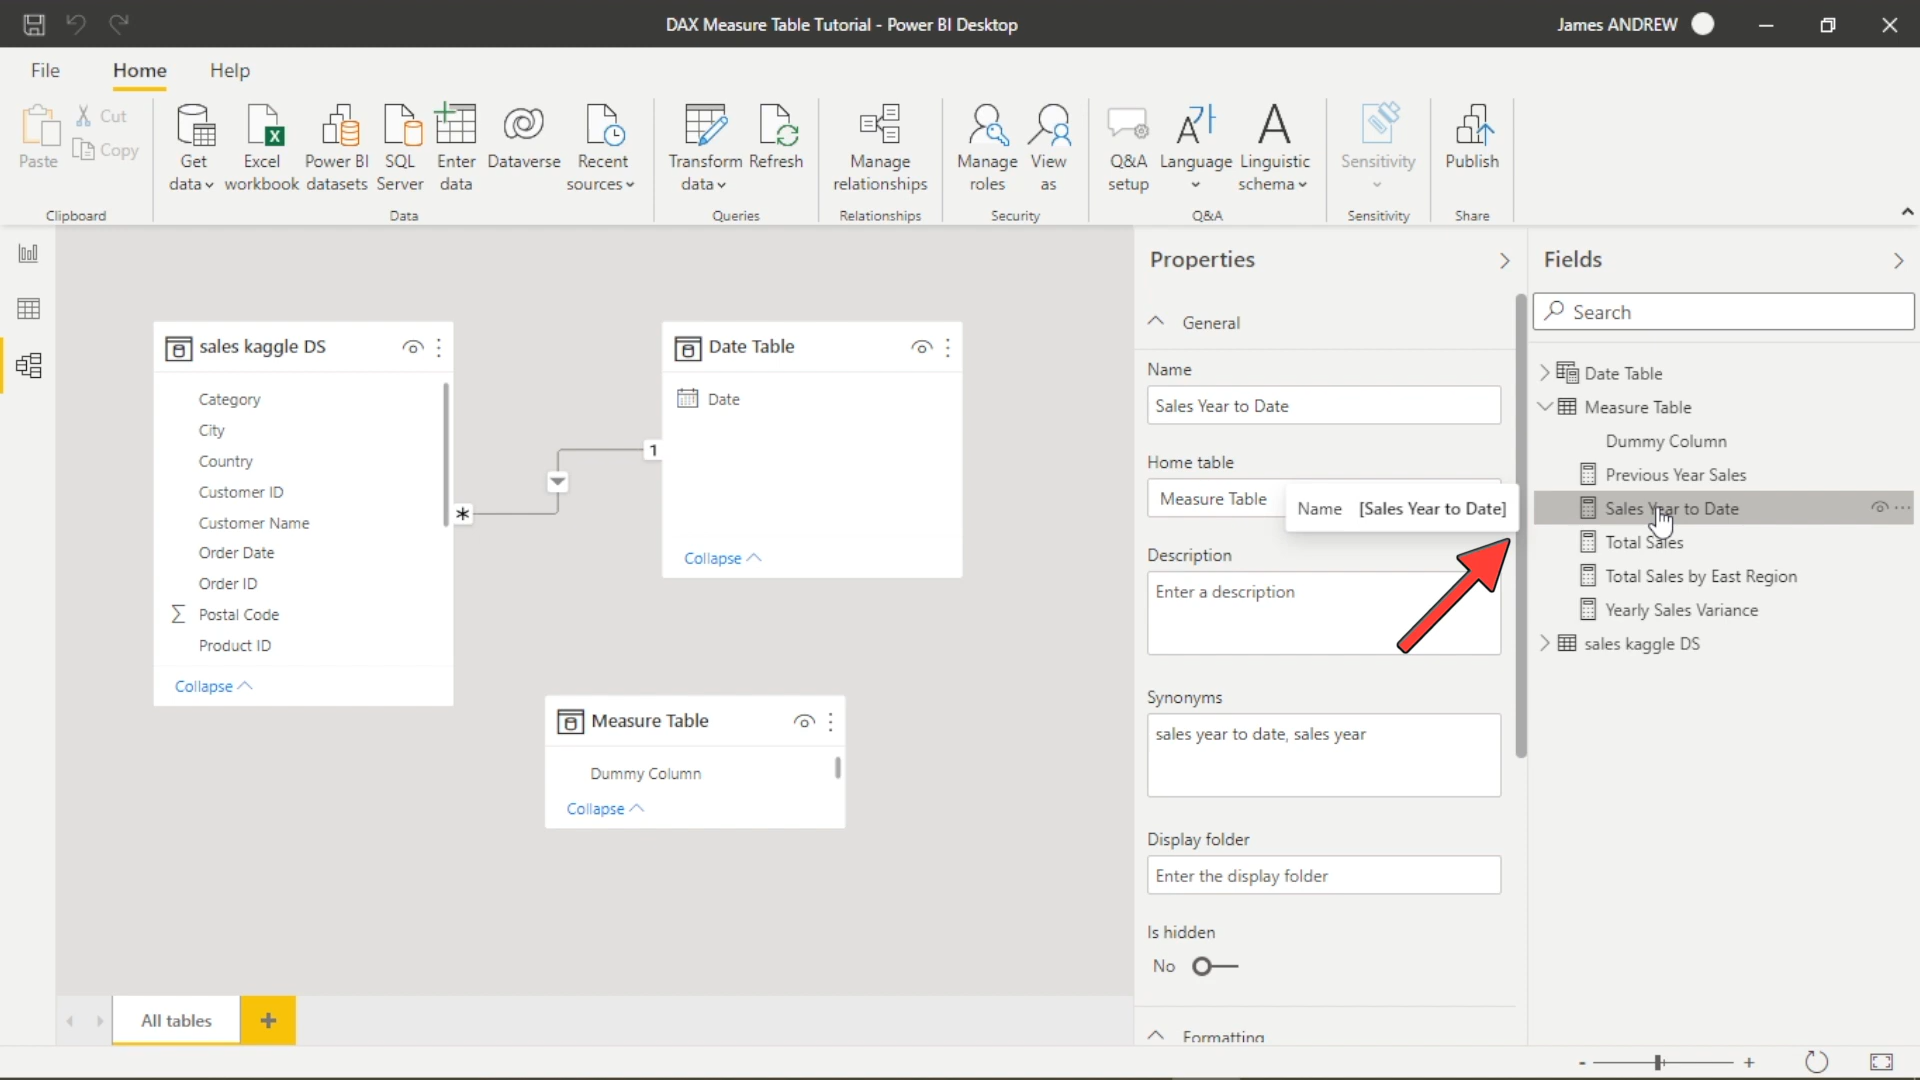 DAX Measure Table Tutorial - Power BI Desktop
James ANDREW
File Home Help
Paste
Cut
Copy
Clipboard
Get data
Excel workbook
Power BI datasets
SQL Server
Enter data
Dataverse
Recent sources
Data
Transform data
Refresh
Queries
Manage relationships
Relationships
Manage roles
View as
Security
Q&A setup
Language
Linguistic schema
Q&A
Sensitivity
Sensitivity
Publish
Share
sales kaggle DS
Category
City
Country
Customer ID
Customer Name
Order Date
Order ID
Σ Postal Code
Product ID
Collapse
*
1
Date Table
Date
Collapse
Measure Table
Dummy Column
Collapse
All tables
+
Properties
General
Name
Sales Year to Date
Home table
Measure Table
Name [Sales Year to Date]
Description
Enter a description
Synonyms
sales year to date, sales year
Display folder
Enter the display folder
Is hidden
No
Formatting
Fields
Search
Date Table
Measure Table
Dummy Column
Previous Year Sales
Sales Year to Date
Total Sales
Total Sales by East Region
Yearly Sales Variance
sales kaggle DS
- +